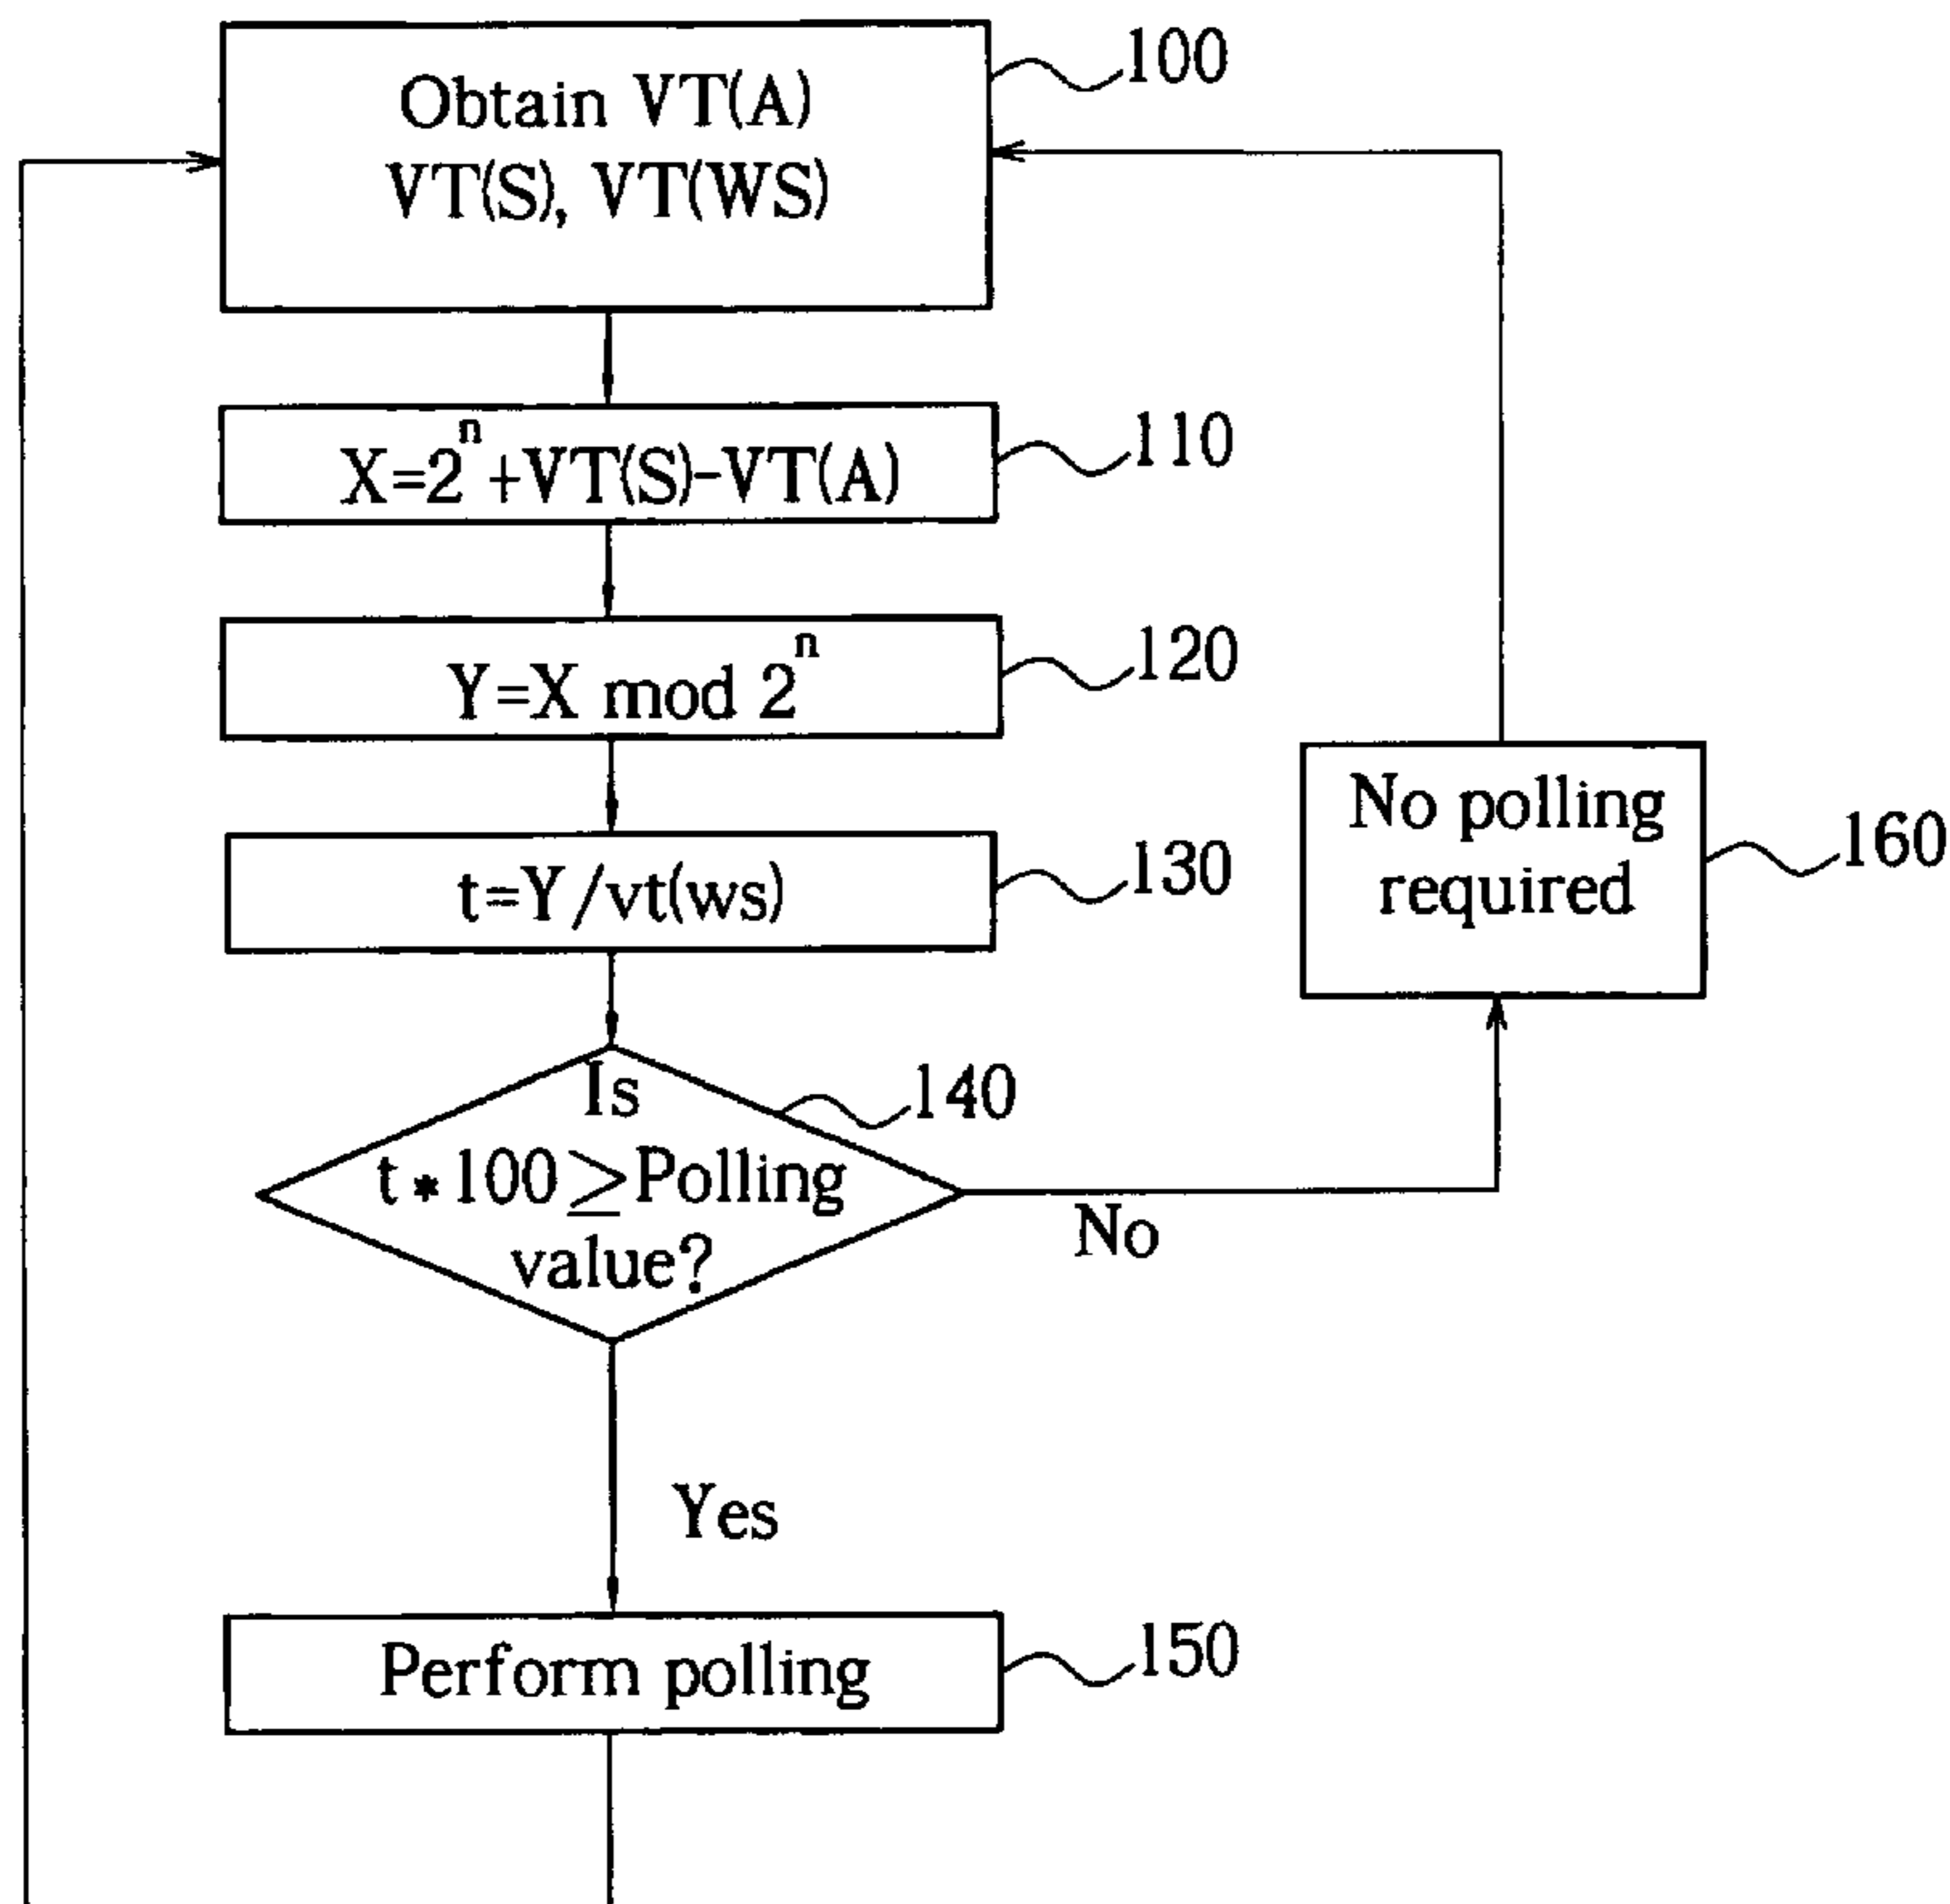 Obtain VT(A)
VT(S), VT(WS)
100
X=2^n+VT(S)-VT(A)
110
Y=X mod 2^n
120
t=Y/vt(ws)
130
No polling
required
160
Is
t*100≥Polling
value?
140
No
Yes
Perform polling
150